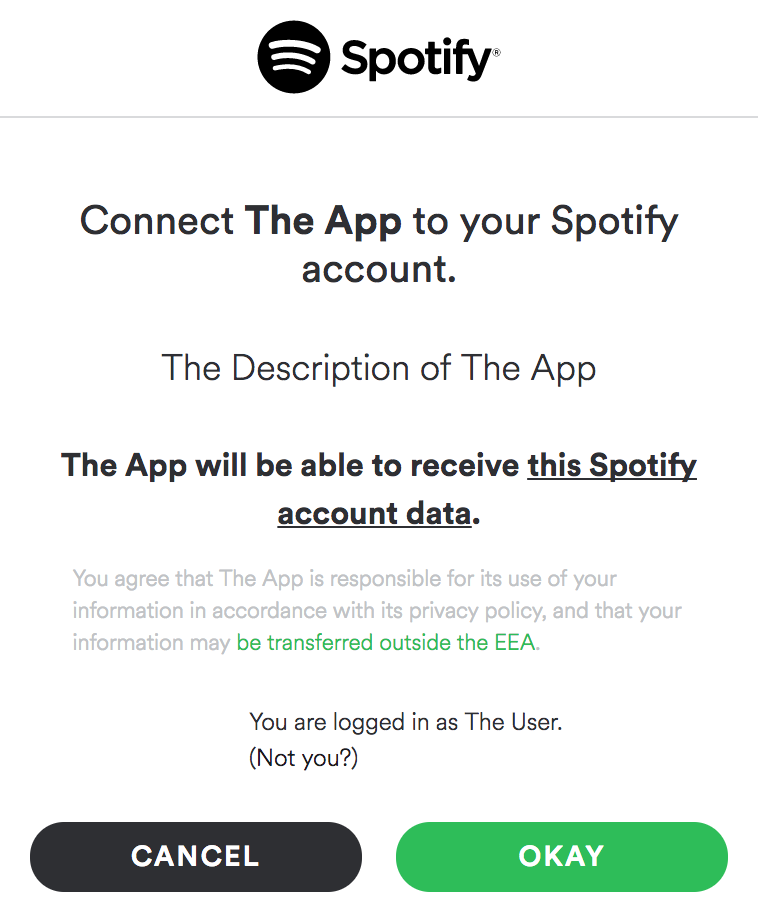 Spotify®
Connect The App to your Spotify
account.
The Description of The App
The App will be able to receive this Spotify
account data.
You agree that The App is responsible for its use of your
information in accordance with its privacy policy, and that your
information may be transferred outside the EEA.
You are logged in as The User.
(Not you?)
CANCEL
OKAY